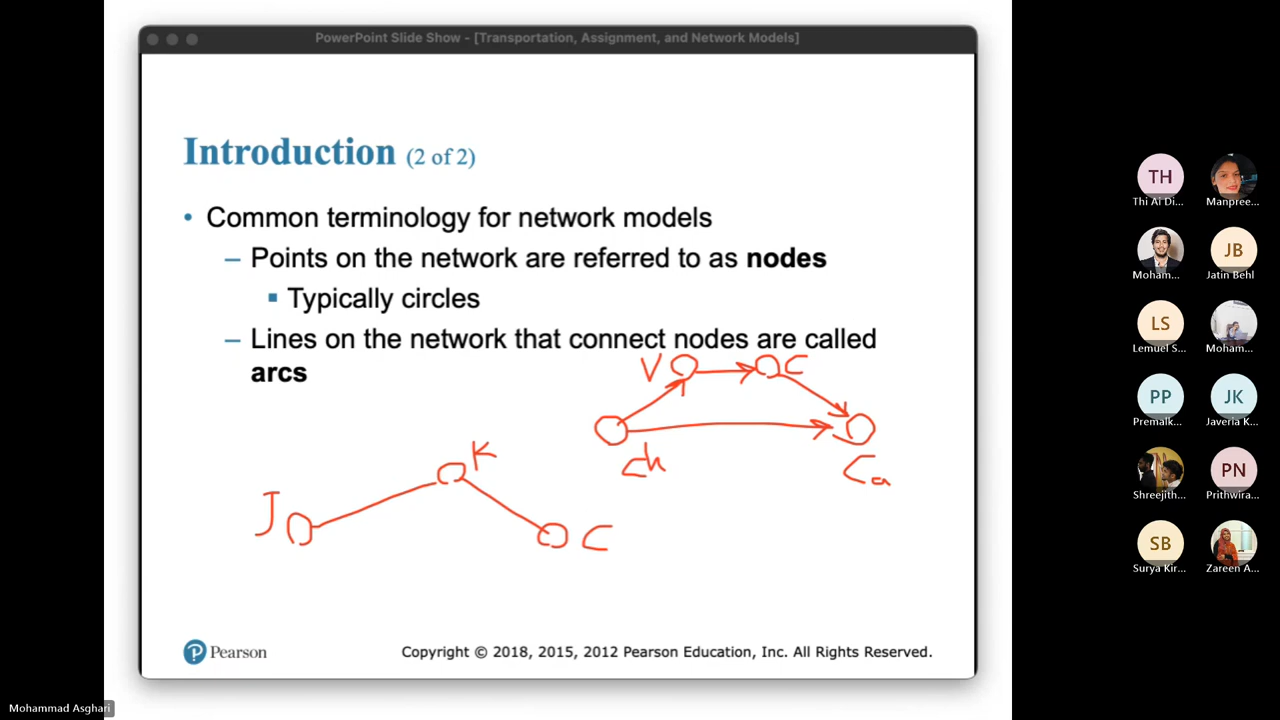 PowerPoint Slide Show - [Transportation, Assignment, and Network Models]
Introduction (2 of 2)
• Common terminology for network models
– Points on the network are referred to as nodes
▪ Typically circles
– Lines on the network that connect nodes are called
arcs
V C
Ch
Ca
K
J
C
Pearson
Copyright © 2018, 2015, 2012 Pearson Education, Inc. All Rights Reserved.
TH
Thi Al Di...
Manpree...
Moham...
JB
Jatin Behl
LS
Lemuel S...
Moham...
PP
Premalk...
JK
Javeria K...
Shreejith...
PN
Prithwira...
SB
Surya Kir...
Zareen A...
Mohammad Asghari